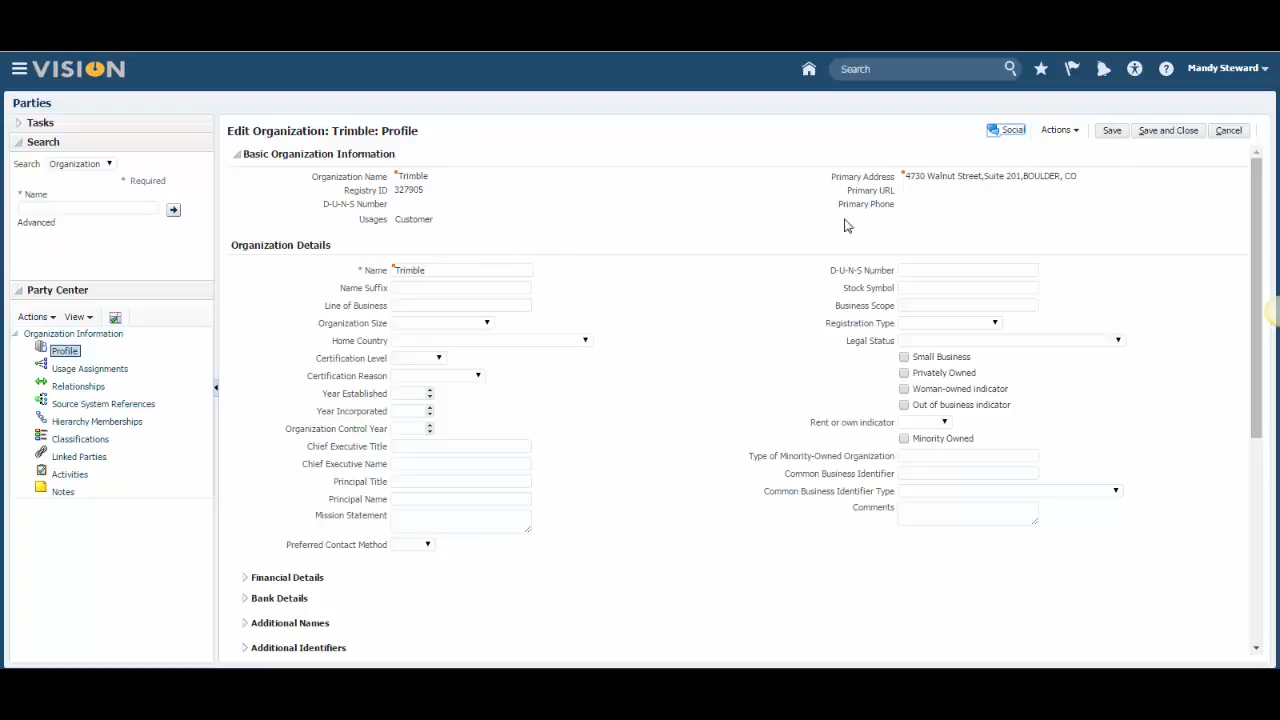 VISION
Search
Mandy Steward
Parties
Tasks
Search
Search Organization
* Required
* Name
Advanced
Party Center
Actions View
Organization Information
Profile
Usage Assignments
Relationships
Source System References
Hierarchy Memberships
Classifications
Linked Parties
Activities
Notes
Edit Organization: Trimble: Profile
Social Actions Save Save and Close Cancel
Basic Organization Information
Organization Name Trimble
Registry ID 327905
D-U-N-S Number
Usages Customer
Primary Address 4730 Walnut Street,Suite 201,BOULDER, CO
Primary URL
Primary Phone
Organization Details
* Name Trimble
Name Suffix
Line of Business
Organization Size
Home Country
Certification Level
Certification Reason
Year Established
Year Incorporated
Organization Control Year
Chief Executive Title
Chief Executive Name
Principal Title
Principal Name
Mission Statement
Preferred Contact Method
D-U-N-S Number
Stock Symbol
Business Scope
Registration Type
Legal Status
Small Business
Privately Owned
Woman-owned indicator
Out of business indicator
Rent or own indicator
Minority Owned
Type of Minority-Owned Organization
Common Business Identifier
Common Business Identifier Type
Comments
Financial Details
Bank Details
Additional Names
Additional Identifiers